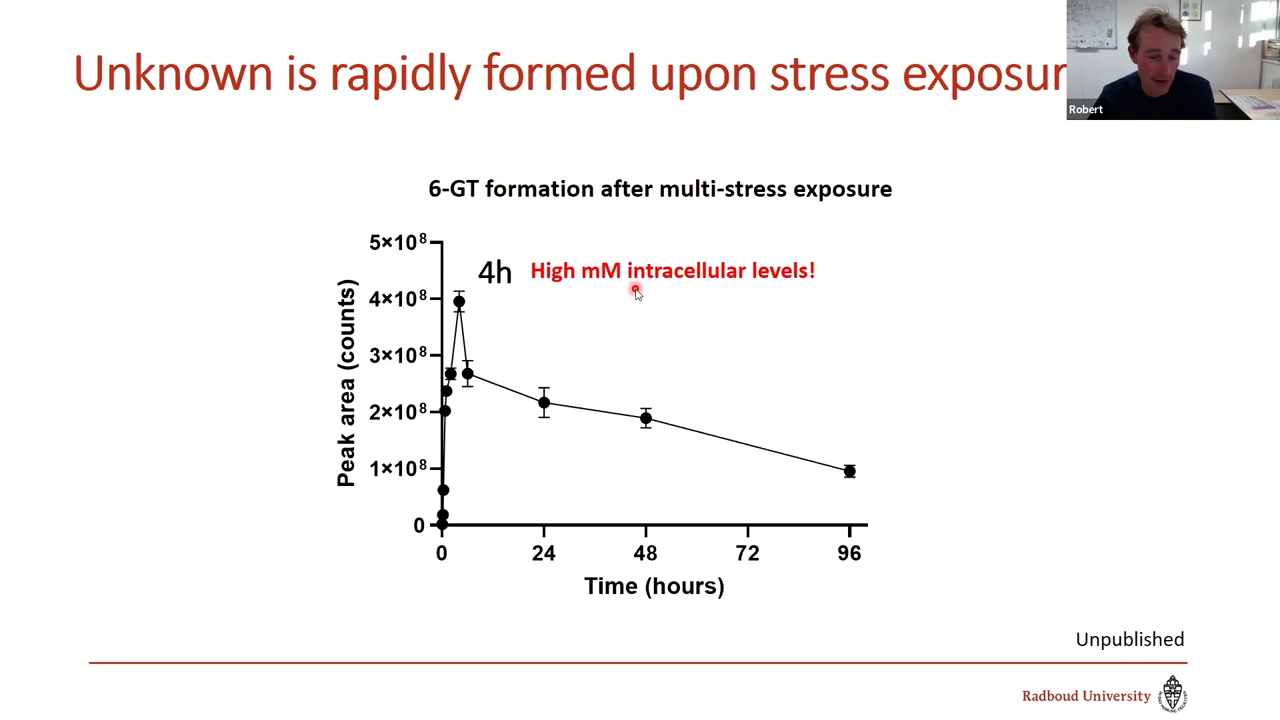 Unknown is rapidly formed upon stress exposur
Robert
6-GT formation after multi-stress exposure
5×10⁸
4h High mM intracellular levels!
4×10⁸
3×10⁸
2×10⁸
1×10⁸
0
Peak area (counts)
0 24 48 72 96
Time (hours)
Unpublished
Radboud University